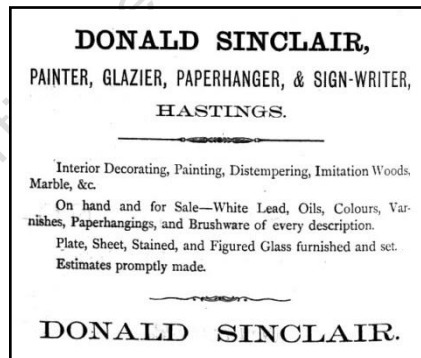 DONALD SINCLAIR,
PAINTER, GLAZIER, PAPERHANGER, & SIGN-WRITER,
HASTINGS.
Interior Decorating, Painting, Distempering, Imitation Woods,
Marble, &c.
On hand and for Sale—White Lead, Oils, Colours, Var-
nishes, Paperhangings, and Brushware of every description.
Plate, Sheet, Stained, and Figured Glass furnished and set.
Estimates promptly made.
DONALD SINCLAIR.